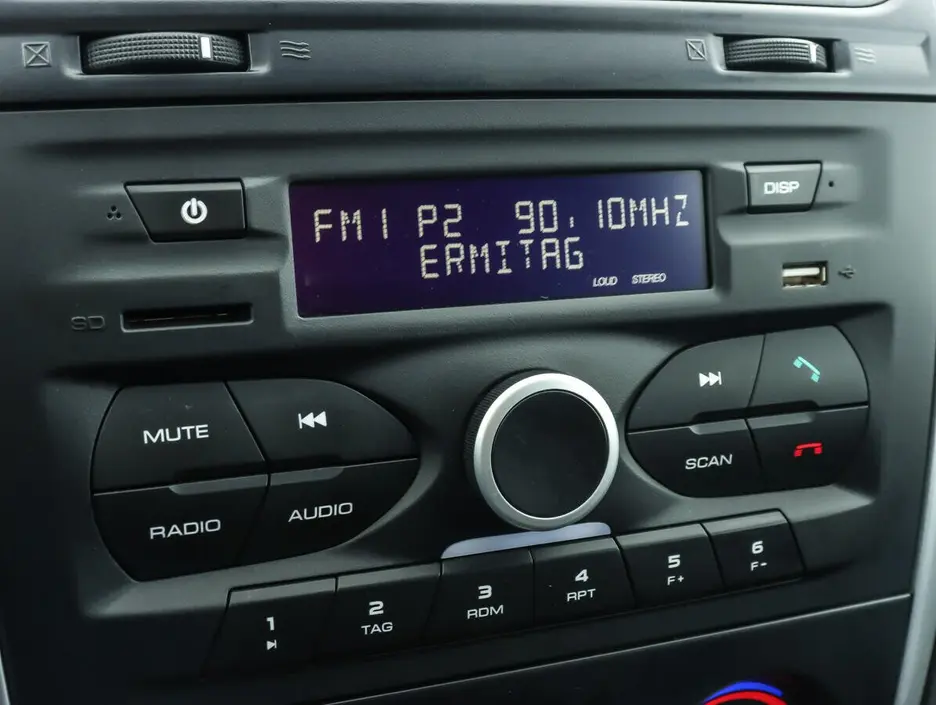 DISP
FM1 P2 90.10MHZ
ERMITAG
LOUD STEREO
SD
MUTE
SCAN
RADIO AUDIO
1 2 3 4 5 6
TAG RDM RPT F+ F-